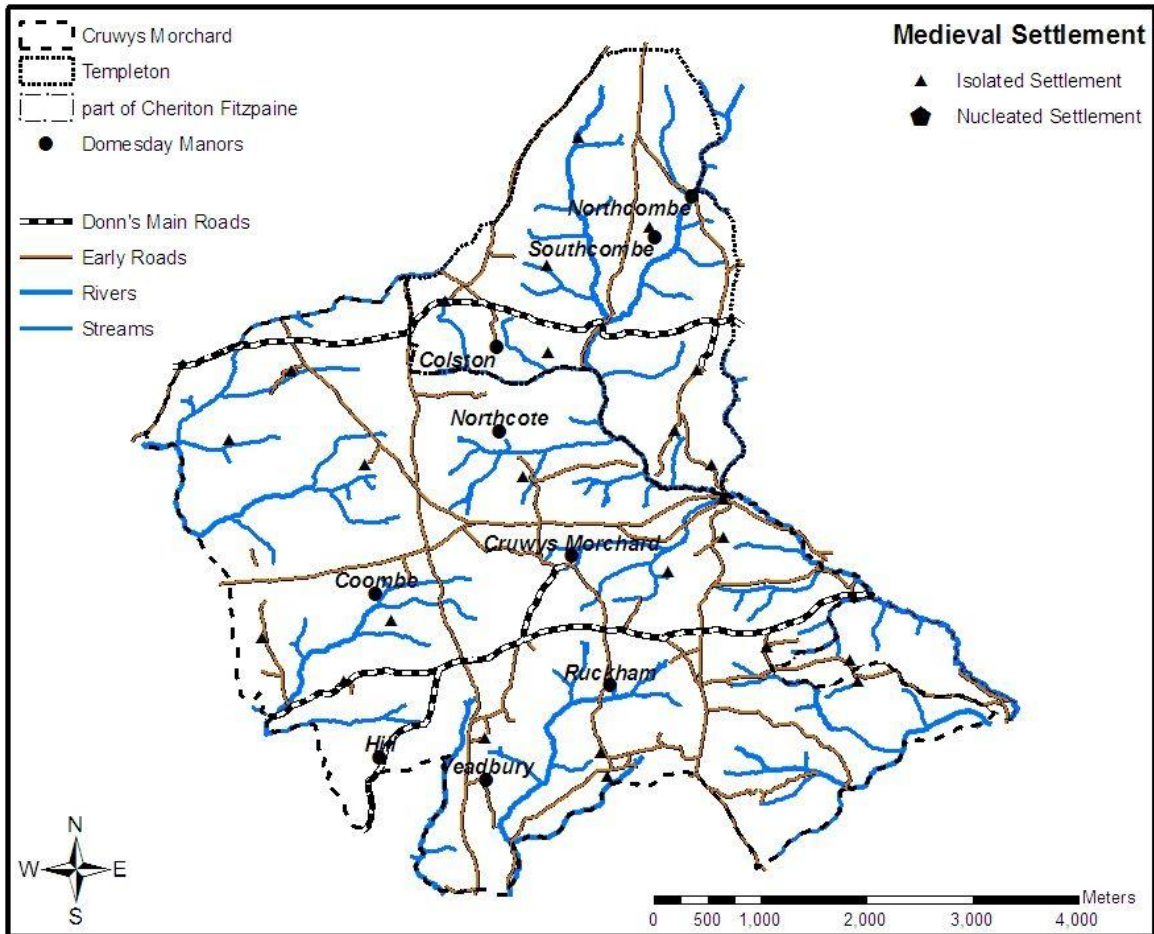 Cruwys Morchard
Templeton
part of Cheriton Fitzpaine
Domesday Manors
Donn's Main Roads
Early Roads
Rivers
Streams
Medieval Settlement
Isolated Settlement
Nucleated Settlement
Northcombe
Southcombe
Colston
Northcote
Cruwys Morchard
Coombe
Ruckham
Hill
Yeadbury
N
W E
S
Meters
0 500 1,000 2,000 3,000 4,000